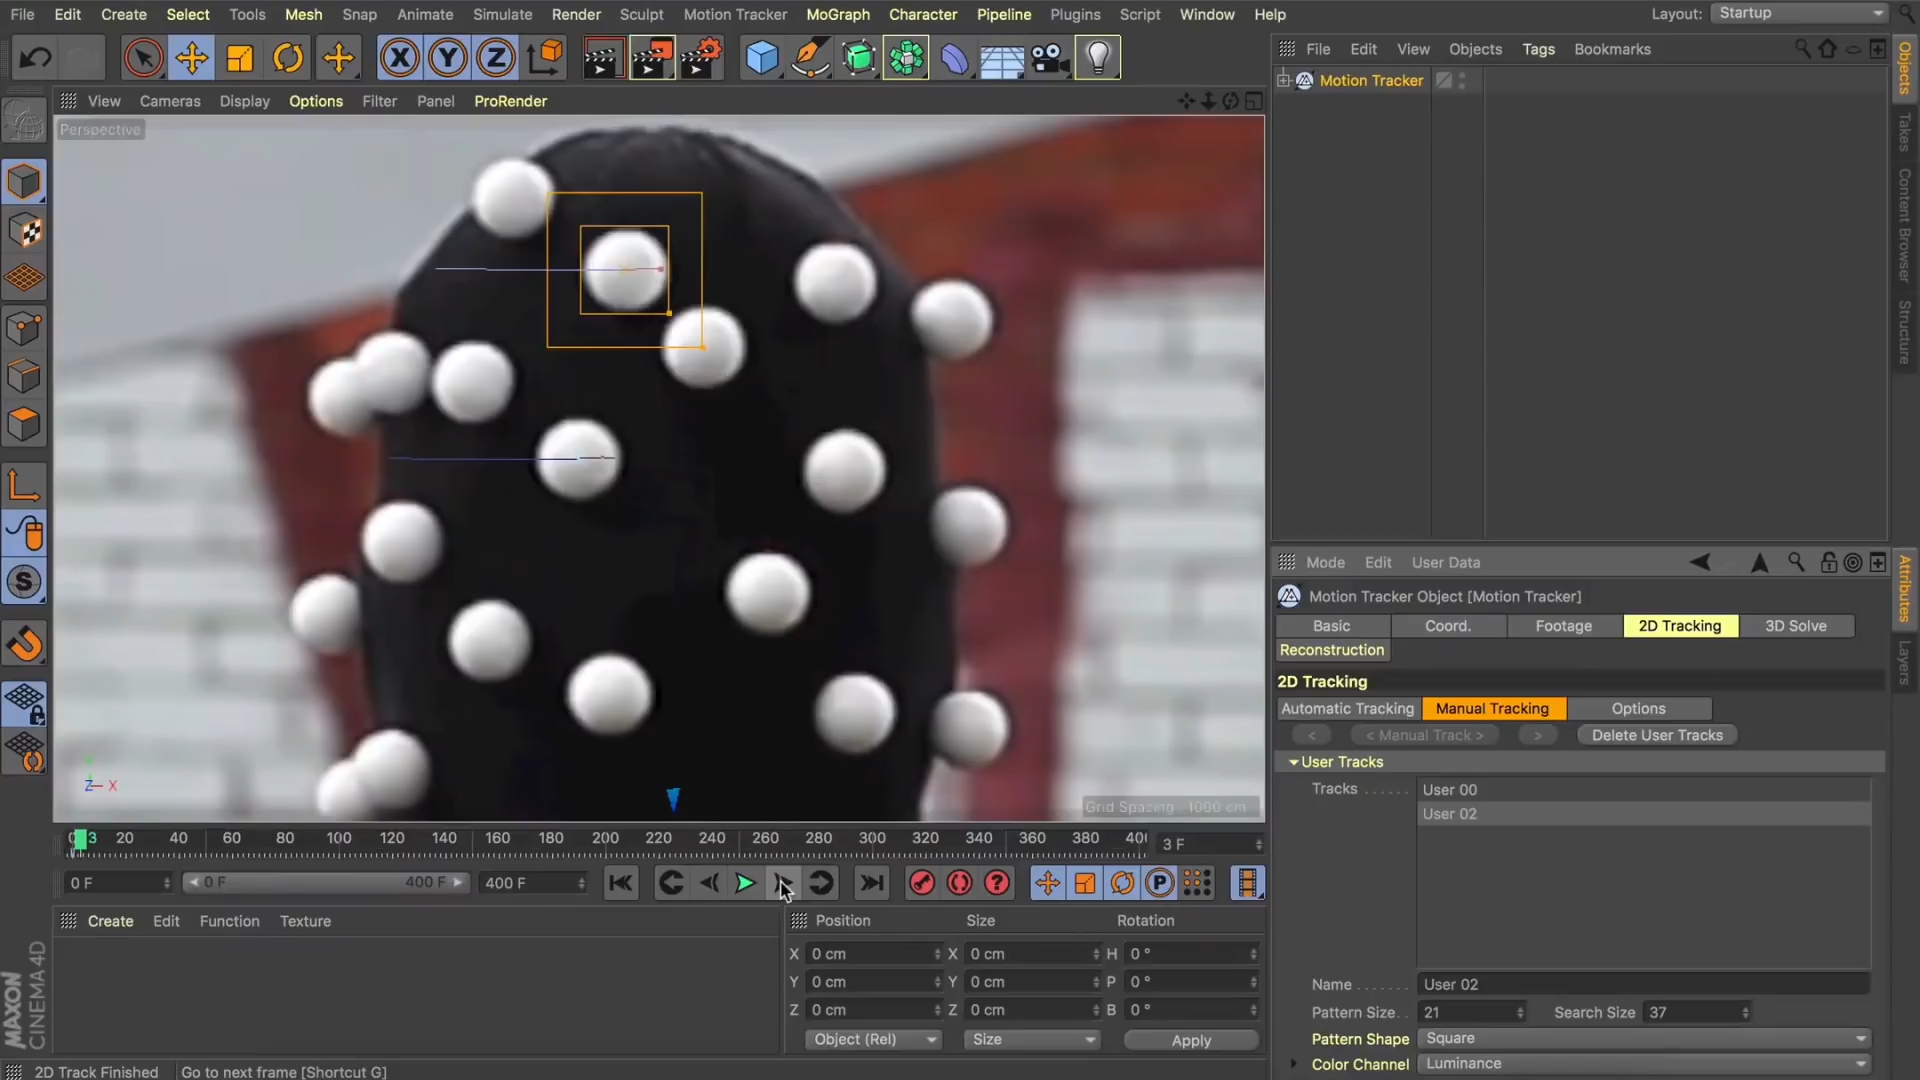 File Edit Create Select Tools Mesh Snap Animate Simulate Render Sculpt Motion Tracker MoGraph Character Pipeline Plugins Script Window Help Layout: Startup
X Y Z
File Edit View Objects Tags Bookmarks
Objects
Takes
Content Browser
Structure
Motion Tracker
View Cameras Display Options Filter Panel ProRender
Perspective
S
Z X
Grid Spacing : 1000 cm
Mode Edit User Data
Attributes
Layers
Motion Tracker Object [Motion Tracker]
Basic Coord. Footage 2D Tracking 3D Solve
Reconstruction
2D Tracking
Automatic Tracking Manual Tracking Options
< < Manual Track > > Delete User Tracks
User Tracks
Tracks User 00
User 02
Name User 02
Pattern Size 21 Search Size 37
Pattern Shape Square
Color Channel Luminance
0 3 20 40 60 80 100 120 140 160 180 200 220 240 260 280 300 320 340 360 380 40 3 F
0 F 0 F 400 F 400 F ? P
Create Edit Function Texture
Position Size Rotation
X 0 cm X 0 cm H 0 °
Y 0 cm Y 0 cm P 0 °
Z 0 cm Z 0 cm B 0 °
Object (Rel) Size Apply
MAXON
CINEMA 4D
2D Track Finished Go to next frame [Shortcut G]